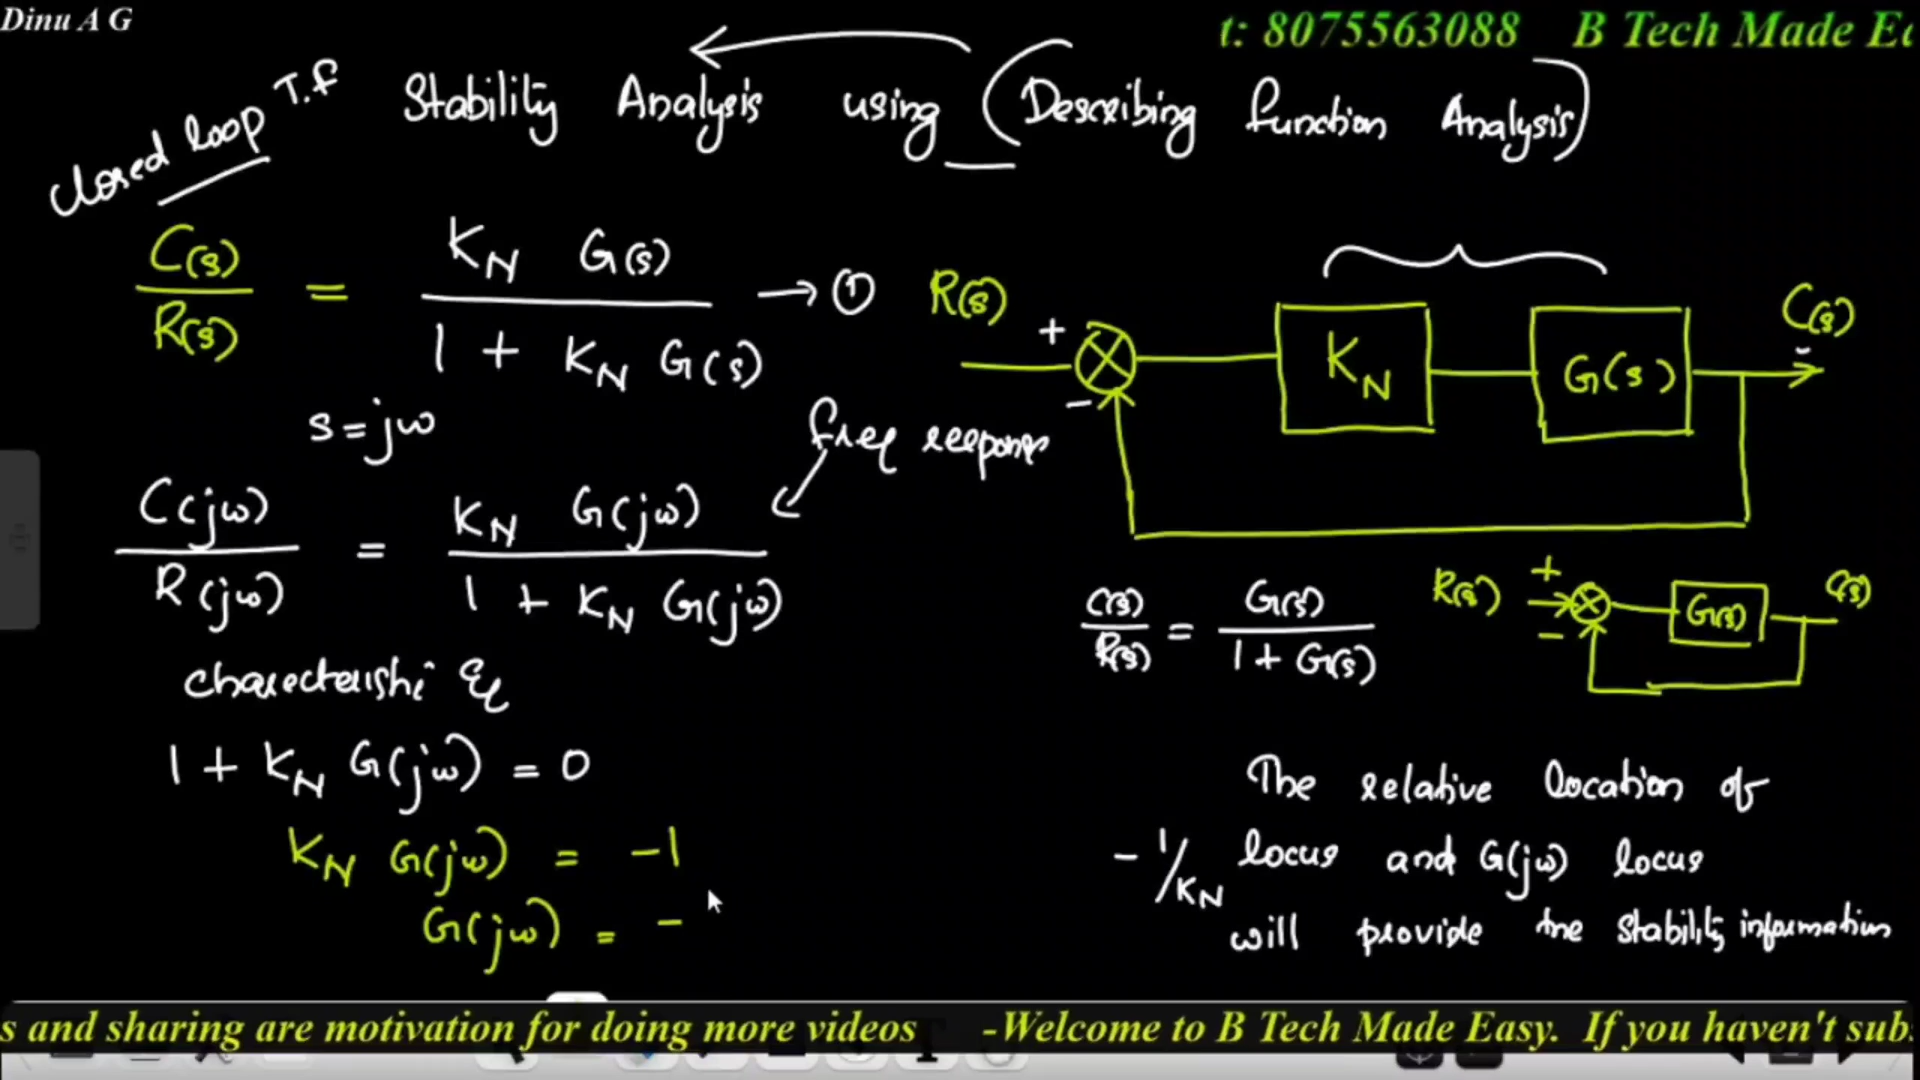 Dinu A G
t: 8075563088 B Tech Made Ea
Stability Analysis using (Describing function Analysis)
closed loop T.f
C(s)/R(s) = K_N G(s) / 1 + K_N G(s) → ①
s = jω
freq response
C(jω)/R(jω) = K_N G(jω) / 1 + K_N G(jω)
charecteristic Eq
1 + K_N G(jω) = 0
K_N G(jω) = -1
G(jω) = -
R(s) + - K_N G(s) C(s)
C(s)/R(s) = G(s) / 1 + G(s)
R(s) + - G(s) C(s)
The relative location of
-1/K_N locus and G(jω) locus
will provide the stability information
s and sharing are motivation for doing more videos -Welcome to B Tech Made Easy. If you haven't subs